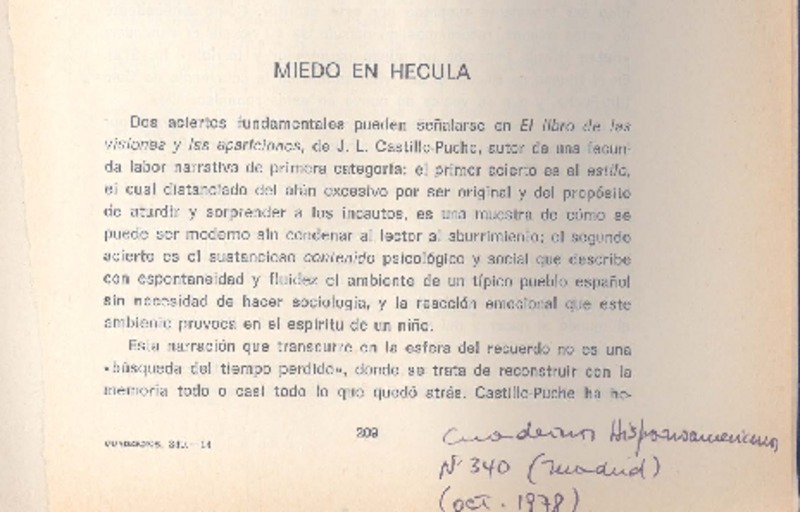 MIEDO EN HECULA
Dos aciertos fundamentales pueden señalarse en El libro de las
visiones y las apariciones, de J. L. Castillo-Puche, autor de una fecun-
da labor narrativa de primera categoría: el primer acierto es el estilo,
el cual distanciado del afán excesivo por ser original y del propósito
de aturdir y sorprender a los incautos, es una muestra de cómo se
puede ser moderno sin condenar al lector al aburrimiento; el segundo
acierto es el sustancioso contenido psicológico y social que describe
con espontaneidad y fluidez el ambiente de un típico pueblo español
sin necesidad de hacer sociología, y la reacción emocional que este
ambiente provoca en el espíritu de un niño.
Esta narración que transcurre en la esfera del recuerdo no es una
«búsqueda del tiempo perdido», donde se trata de reconstruir con la
memoria todo o casi todo lo que quedó atrás. Castillo-Puche ha he-
209
CUADERNOS. 340.—14
Cuadernos Hispanoamericanos
Nº 340 (Madrid)
(oct. 1978)